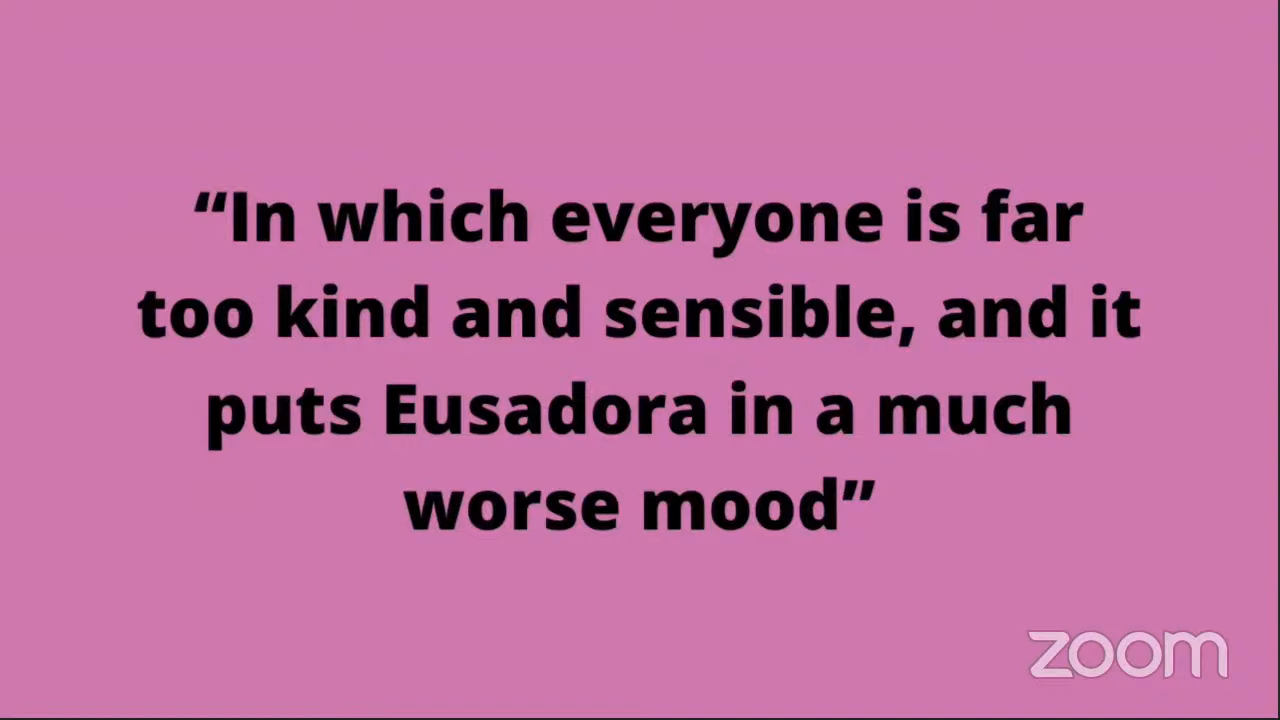 “In which everyone is far
too kind and sensible, and it
puts Eusadora in a much
worse mood”
zoom